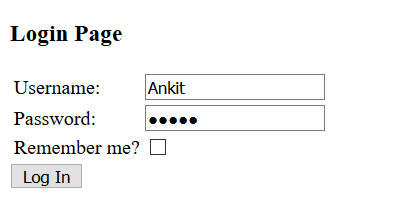 Login Page
Username: Ankit
Password: •••••
Remember me?
Log In